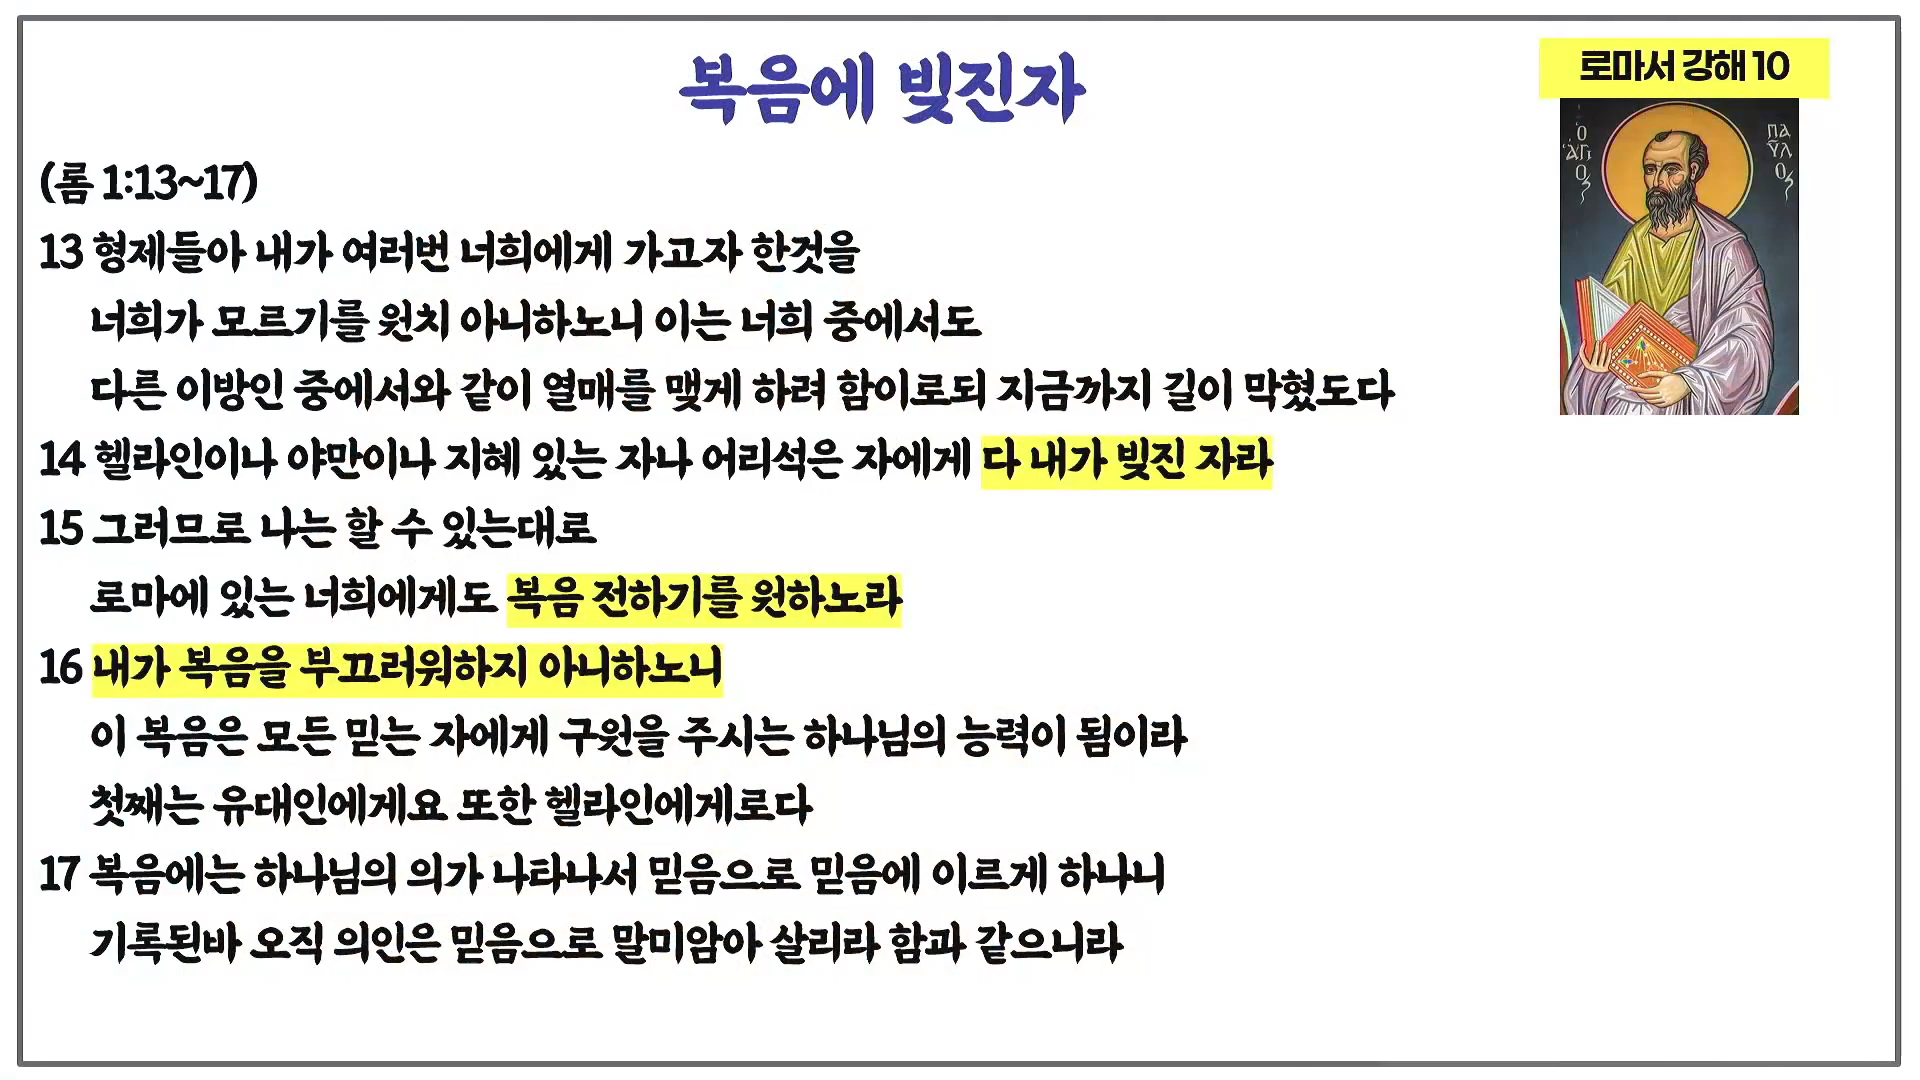 복음에 빚진자
로마서 강해 10
Ὁ
ἍΓΙ
ΟΣ
ΠΑ
ΥΛ
ΟΣ
(롬 1:13~17)
13 형제들아 내가 여러번 너희에게 가고자 한것을
너희가 모르기를 원치 아니하노니 이는 너희 중에서도
다른 이방인 중에서와 같이 열매를 맺게 하려 함이로되 지금까지 길이 막혔도다
14 헬라인이나 야만이나 지혜 있는 자나 어리석은 자에게 다 내가 빚진 자라
15 그러므로 나는 할 수 있는대로
로마에 있는 너희에게도 복음 전하기를 원하노라
16 내가 복음을 부끄러워하지 아니하노니
이 복음은 모든 믿는 자에게 구원을 주시는 하나님의 능력이 됨이라
첫째는 유대인에게요 또한 헬라인에게로다
17 복음에는 하나님의 의가 나타나서 믿음으로 믿음에 이르게 하나니
기록된바 오직 의인은 믿음으로 말미암아 살리라 함과 같으니라